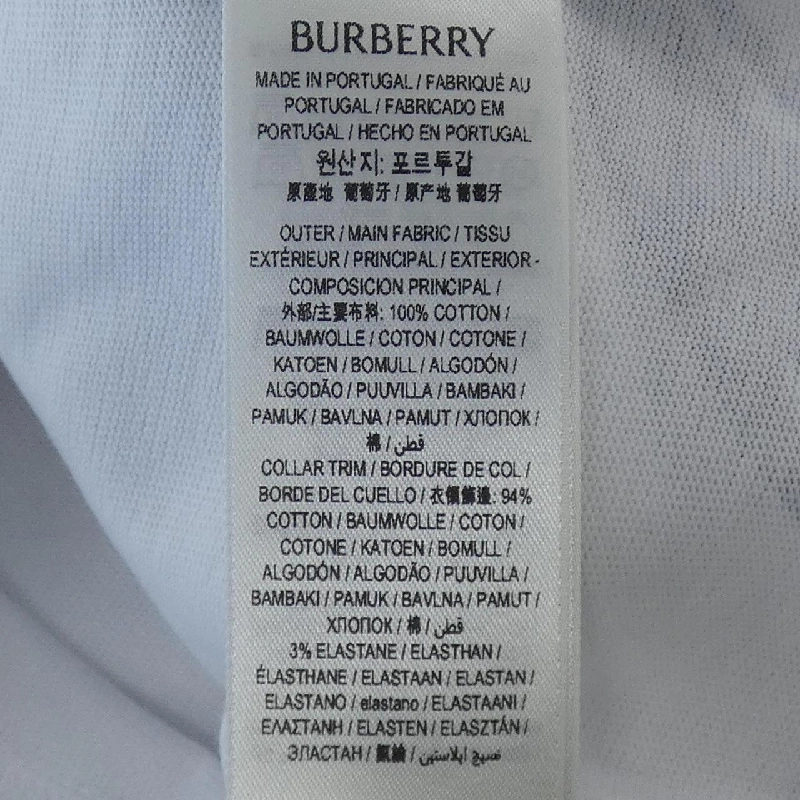 BURBERRY
MADE IN PORTUGAL / FABRIQUÉ AU
PORTUGAL / FABRICADO EM
PORTUGAL / HECHO EN PORTUGAL
원산지: 포르투갈
原產地 葡萄牙 / 原产地 葡萄牙
OUTER / MAIN FABRIC / TISSU
EXTÉRIEUR / PRINCIPAL / EXTERIOR -
COMPOSICION PRINCIPAL /
外部/主要布料: 100% COTTON /
BAUMWOLLE / COTON / COTONE /
KATOEN / BOMULL / ALGODÓN /
ALGODÃO / PUUVILLA / BAMBAKI /
PAMUK / BAVLNA / PAMUT / ХЛОПОК /
棉 / قطن
COLLAR TRIM / BORDURE DE COL /
BORDE DEL CUELLO / 衣領飾邊: 94%
COTTON / BAUMWOLLE / COTON /
COTONE / KATOEN / BOMULL /
ALGODÓN / ALGODÃO / PUUVILLA /
BAMBAKI / PAMUK / BAVLNA / PAMUT /
ХЛОПОК / 棉 / قطن
3% ELASTANE / ELASTHAN /
ÉLASTHANE / ELASTAAN / ELASTAN /
ELASTANO / elastano / ELASTAANI /
ΕΛΑΣΤΑΝΗ / ELASTEN / ELASZTÁN /
ЭЛАСТАН / نسيج ايلاستين /